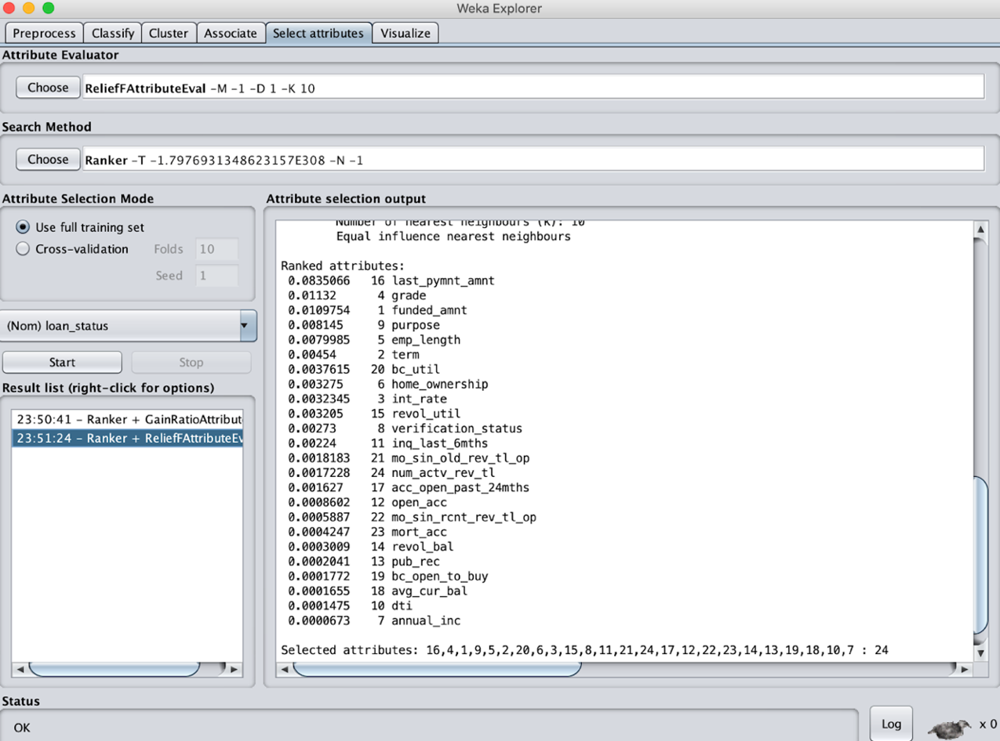 Weka Explorer
Preprocess Classify Cluster Associate Select attributes Visualize
Attribute Evaluator
Choose ReliefFAttributeEval -M -1 -D 1 -K 10
Search Method
Choose Ranker -T -1.7976931348623157E308 -N -1
Attribute Selection Mode
Use full training set
Cross-validation Folds 10
Seed 1
(Nom) loan_status
Start Stop
Result list (right-click for options)
23:50:41 - Ranker + GainRatioAttribut
23:51:24 - Ranker + ReliefFAttributeEv
Attribute selection output
Number of nearest neighbours (k): 10
Equal influence nearest neighbours
Ranked attributes:
0.0835066 16 last_pymnt_amnt
0.01132 4 grade
0.0109754 1 funded_amnt
0.008145 9 purpose
0.0079985 5 emp_length
0.00454 2 term
0.0037615 20 bc_util
0.003275 6 home_ownership
0.0032345 3 int_rate
0.003205 15 revol_util
0.00273 8 verification_status
0.00224 11 inq_last_6mths
0.0018183 21 mo_sin_old_rev_tl_op
0.0017228 24 num_actv_rev_tl
0.001627 17 acc_open_past_24mths
0.0008602 12 open_acc
0.0005887 22 mo_sin_rcnt_rev_tl_op
0.0004247 23 mort_acc
0.0003009 14 revol_bal
0.0002041 13 pub_rec
0.0001772 19 bc_open_to_buy
0.0001655 18 avg_cur_bal
0.0001475 10 dti
0.0000673 7 annual_inc
Selected attributes: 16,4,1,9,5,2,20,6,3,15,8,11,21,24,17,12,22,23,14,13,19,18,10,7 : 24
Status
OK
Log
x 0